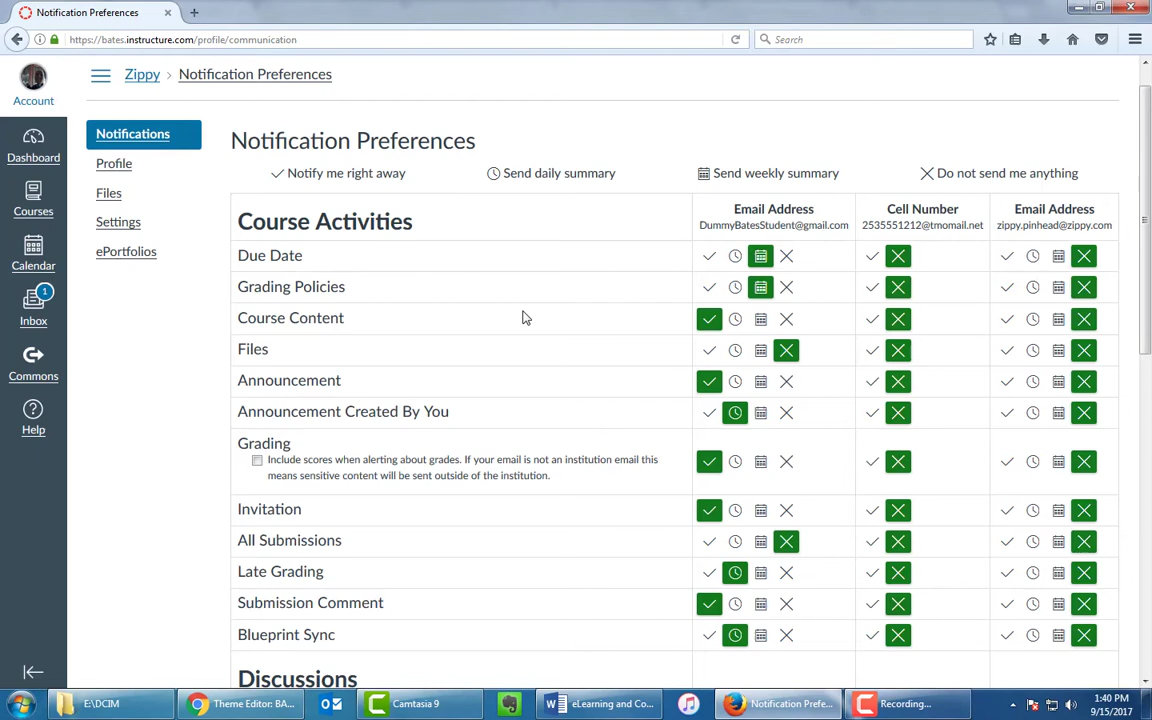 Notification Preferences
https://bates.instructure.com/profile/communication
Search
Account
Dashboard
Courses
Calendar
1
Inbox
Commons
Help
Zippy > Notification Preferences
Notifications
Profile
Files
Settings
ePortfolios
Notification Preferences
Notify me right away Send daily summary Send weekly summary Do not send me anything
Course Activities
Email Address Cell Number Email Address
DummyBatesStudent@gmail.com 2535551212@tmomail.net zippy.pinhead@zippy.com
Due Date
Grading Policies
Course Content
Files
Announcement
Announcement Created By You
Grading
Include scores when alerting about grades. If your email is not an institution email this
means sensitive content will be sent outside of the institution.
Invitation
All Submissions
Late Grading
Submission Comment
Blueprint Sync
Discussions
E:\DCIM
Theme Editor: BA...
Camtasia 9
eLearning and Co...
Notification Prefe...
Recording...
1:40 PM
9/15/2017